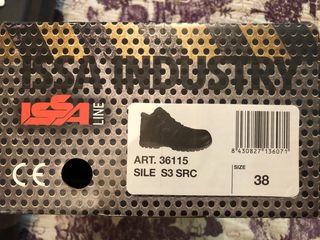 ISSA INDUSTRY
ISSA
LINE
ART. 36115
SILE S3 SRC
8 430827 136071
SIZE
38
CE